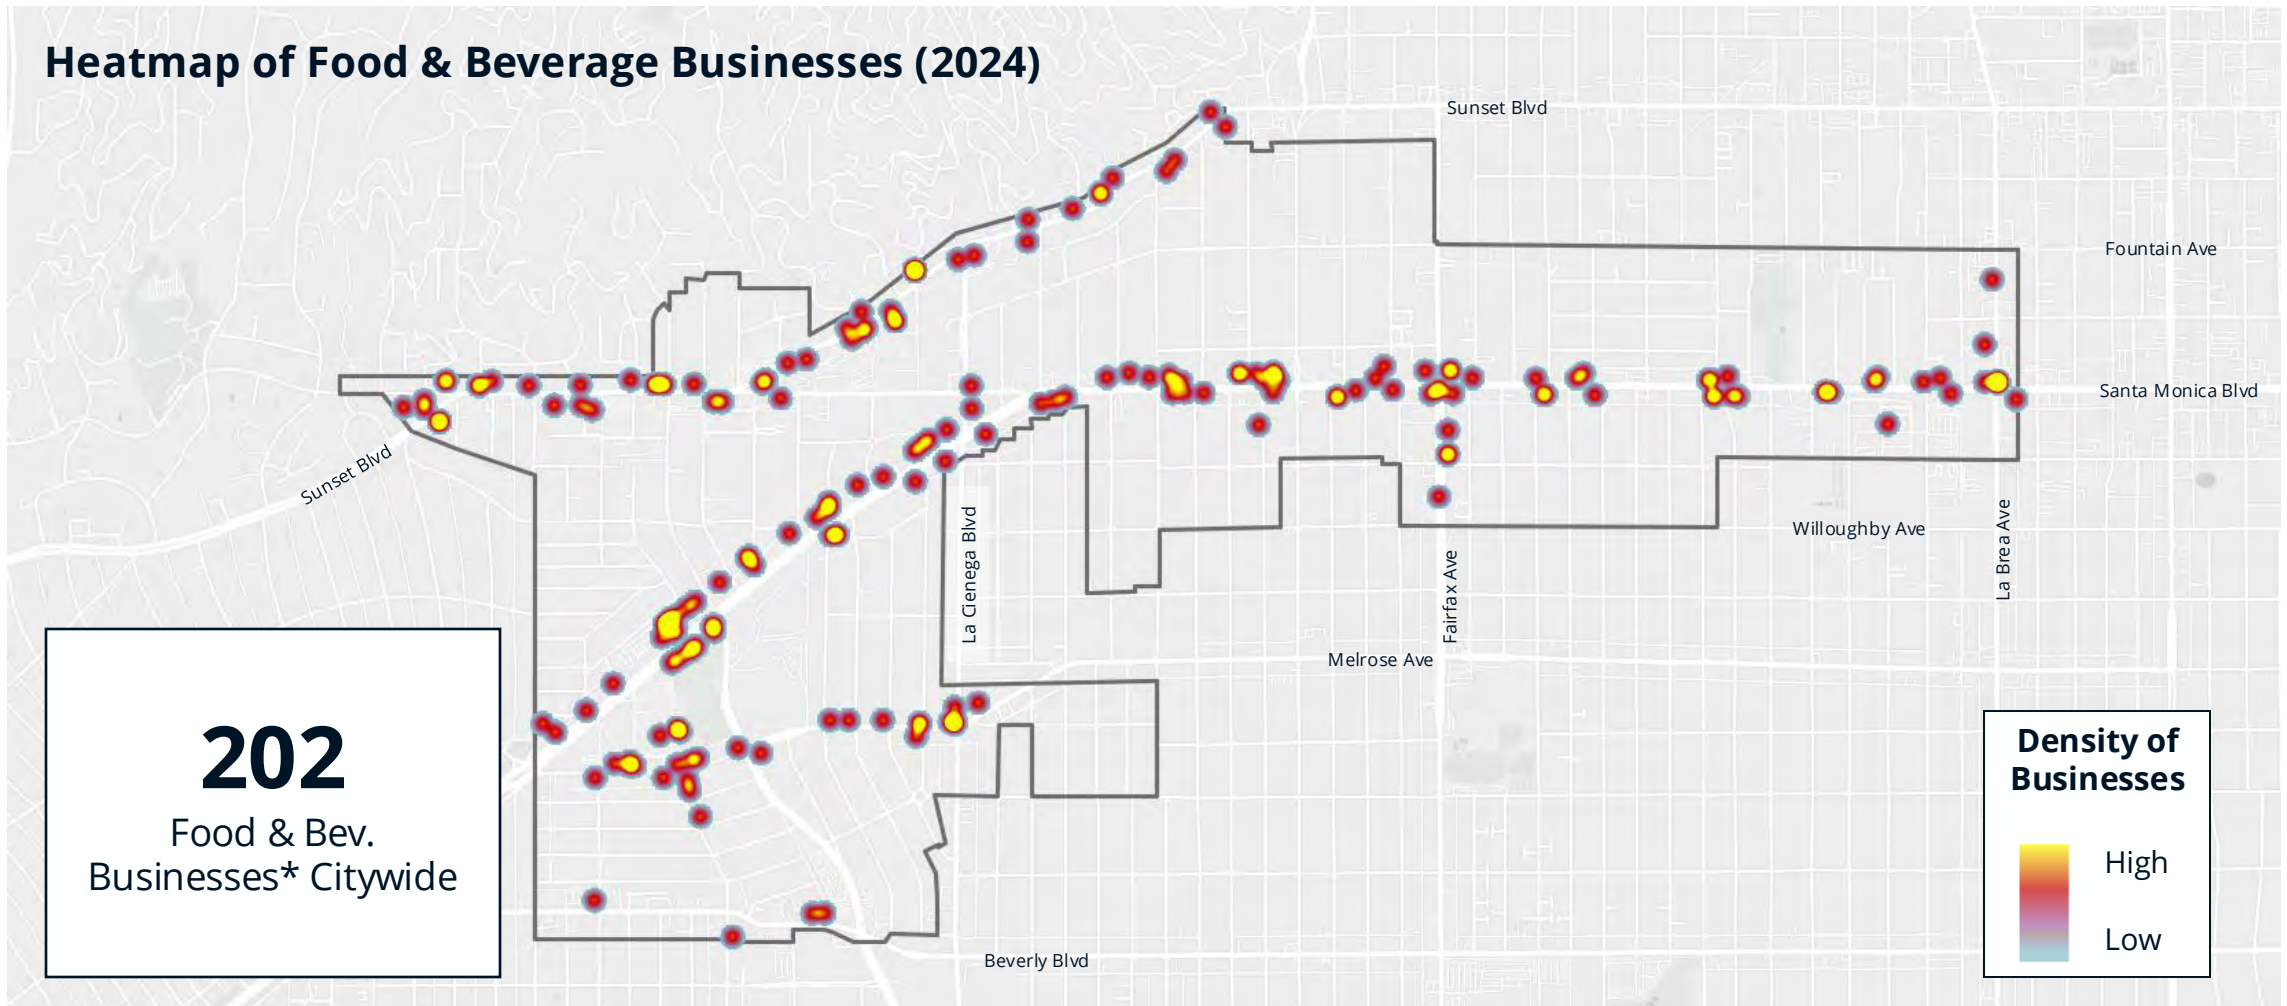 Heatmap of Food & Beverage Businesses (2024)
Sunset Blvd
Fountain Ave
Santa Monica Blvd
Sunset Blvd
Willoughby Ave
La Cienega Blvd
Fairfax Ave
La Brea Ave
Melrose Ave
202
Food & Bev.
Businesses* Citywide
Density of
Businesses
High
Low
Beverly Blvd